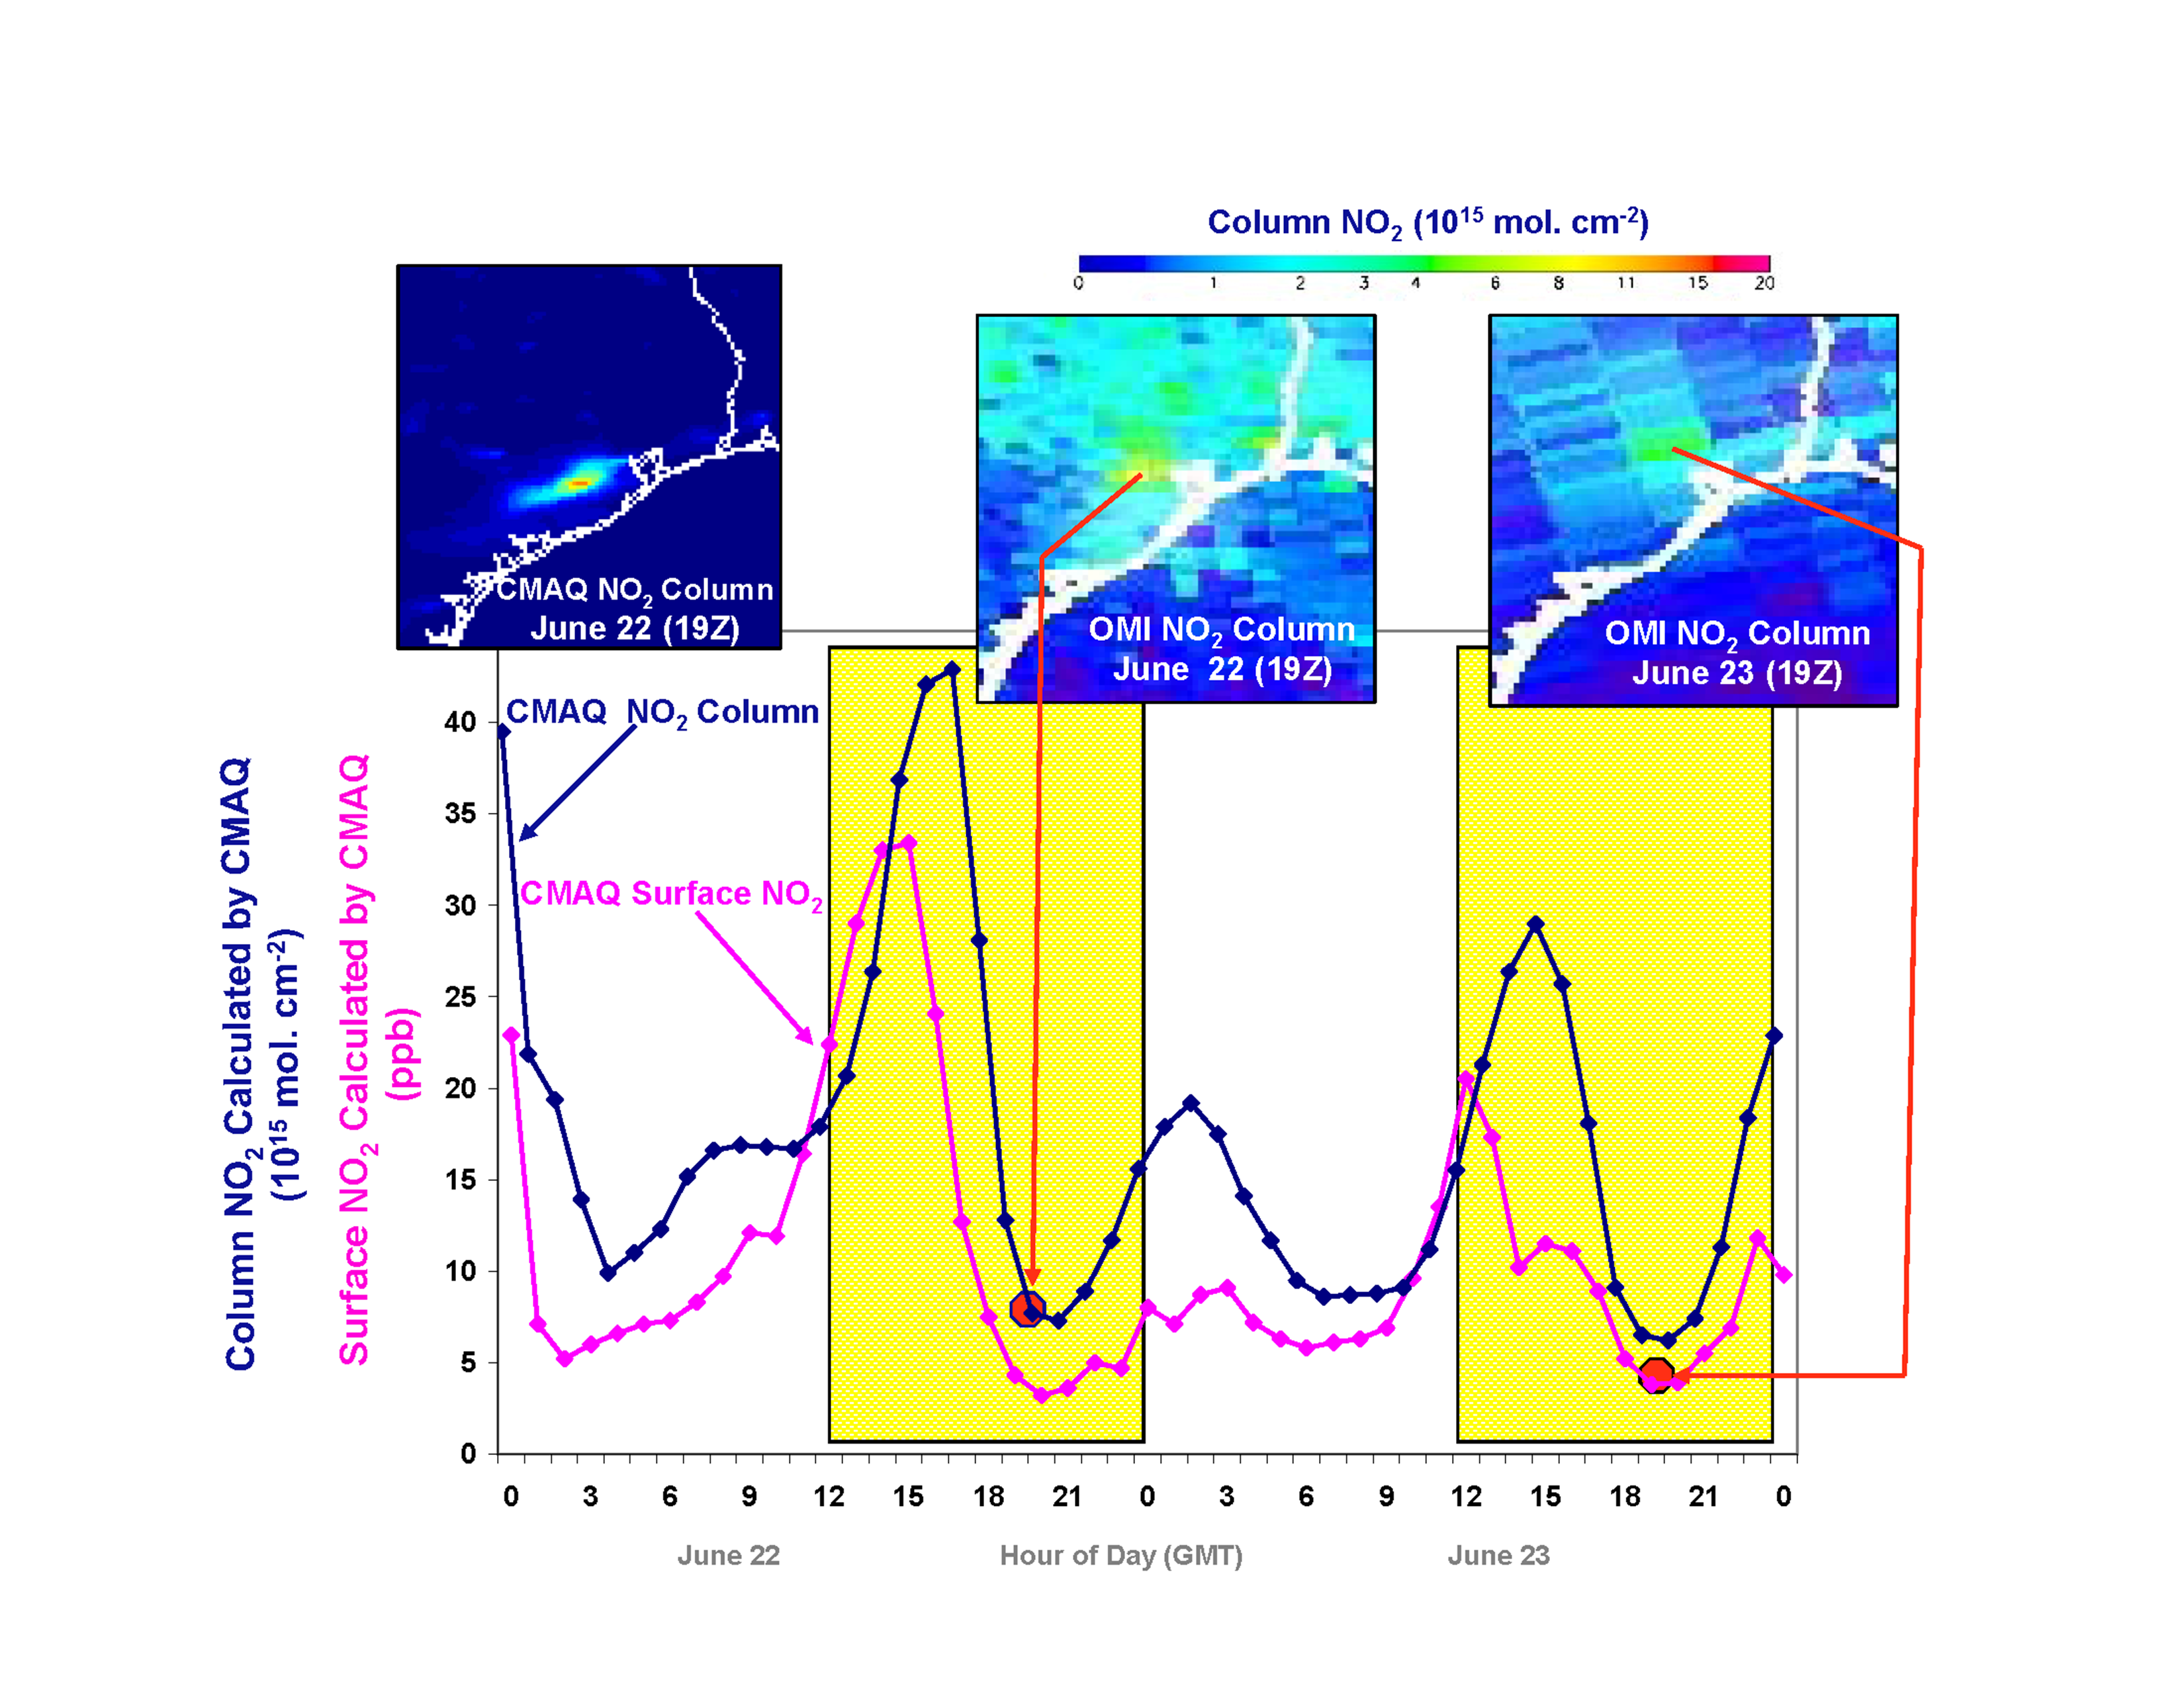 Column NO₂ (10¹⁵ mol. cm⁻²)
0 1 2 3 4 6 8 11 15 20
CMAQ NO₂ Column
June 22 (19Z)
OMI NO₂ Column
June 22 (19Z)
OMI NO₂ Column
June 23 (19Z)
Column NO₂ Calculated by CMAQ
(10¹⁵ mol. cm⁻²)
Surface NO₂ Calculated by CMAQ
(ppb)
CMAQ NO₂ Column
CMAQ Surface NO₂
40
35
30
25
20
15
10
5
0
0 3 6 9 12 15 18 21 0 3 6 9 12 15 18 21 0
June 22 Hour of Day (GMT) June 23